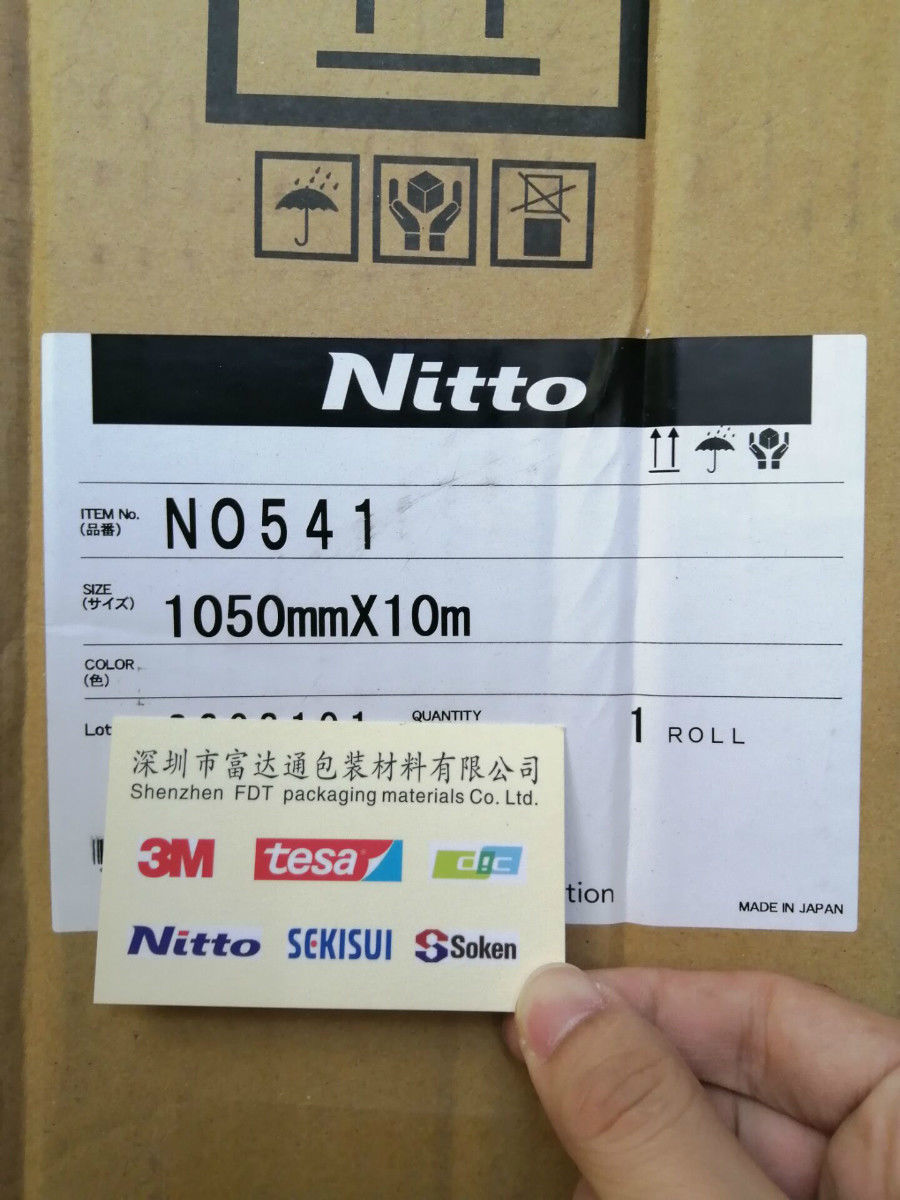 Nitto
ITEM No.
(品番)
NO541
SIZE
(サイズ)
1050mmX10m
COLOR
(色)
Lot
QUANTITY
1 ROLL
深圳市富达通包装材料有限公司
Shenzhen FDT packaging materials Co. Ltd.
3M tesa dic
Nitto SEKISUI Soken
MADE IN JAPAN